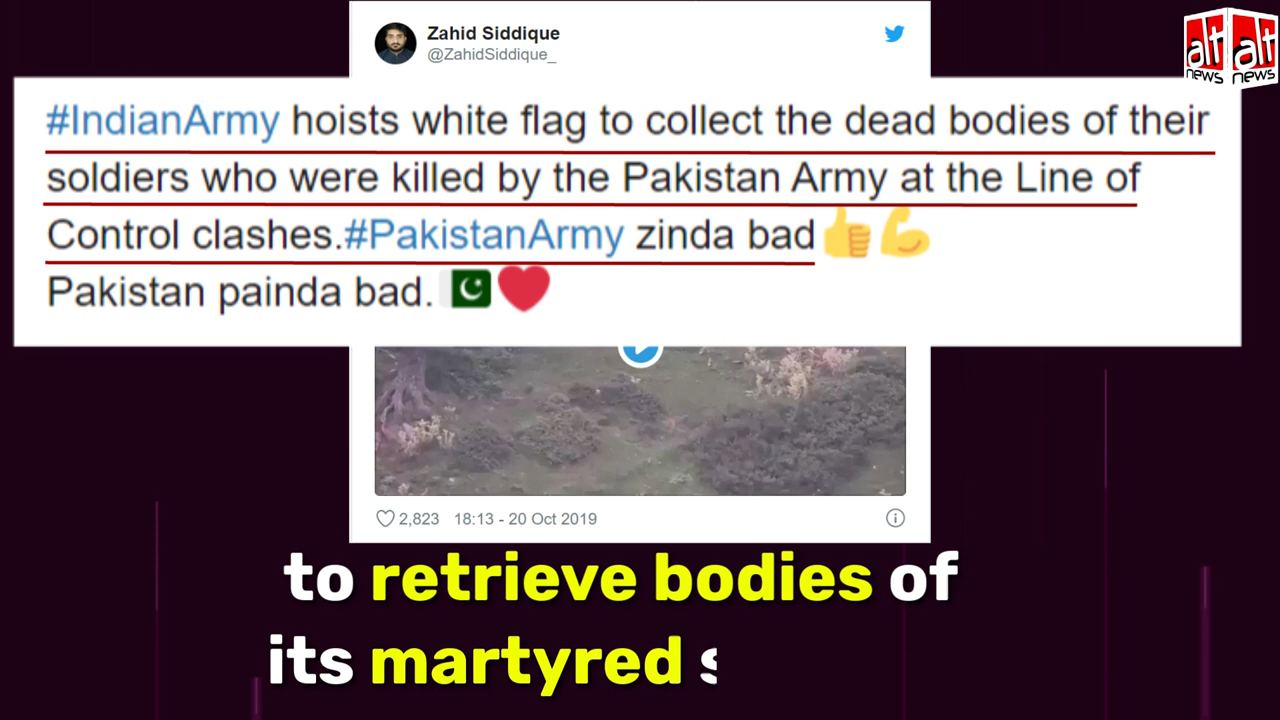 Zahid Siddique
@ZahidSiddique_
alt alt
news news
#IndianArmy hoists white flag to collect the dead bodies of their
soldiers who were killed by the Pakistan Army at the Line of
Control clashes.#PakistanArmy zinda bad👍💪
Pakistan painda bad.🇵🇰❤️
2,823 18:13 - 20 Oct 2019
to retrieve bodies of
its martyred s